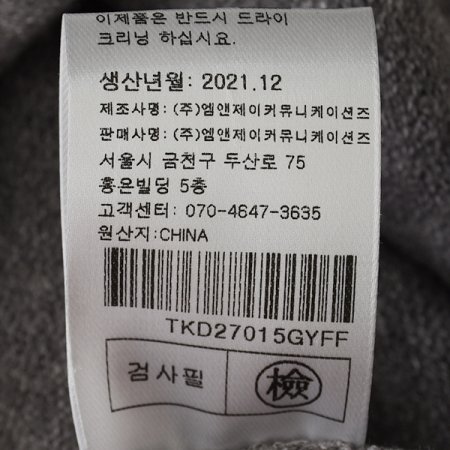 이제품은 반드시 드라이
크리닝 하십시요.
생산년월: 2021.12
제조사명: (주)엠앤제이커뮤니케이션즈
판매사명: (주)엠앤제이커뮤니케이션즈
서울시 금천구 두산로 75
홍은빌딩 5층
고객센터: 070-4647-3635
원산지:CHINA
TKD27015GYFF
검사필 檢